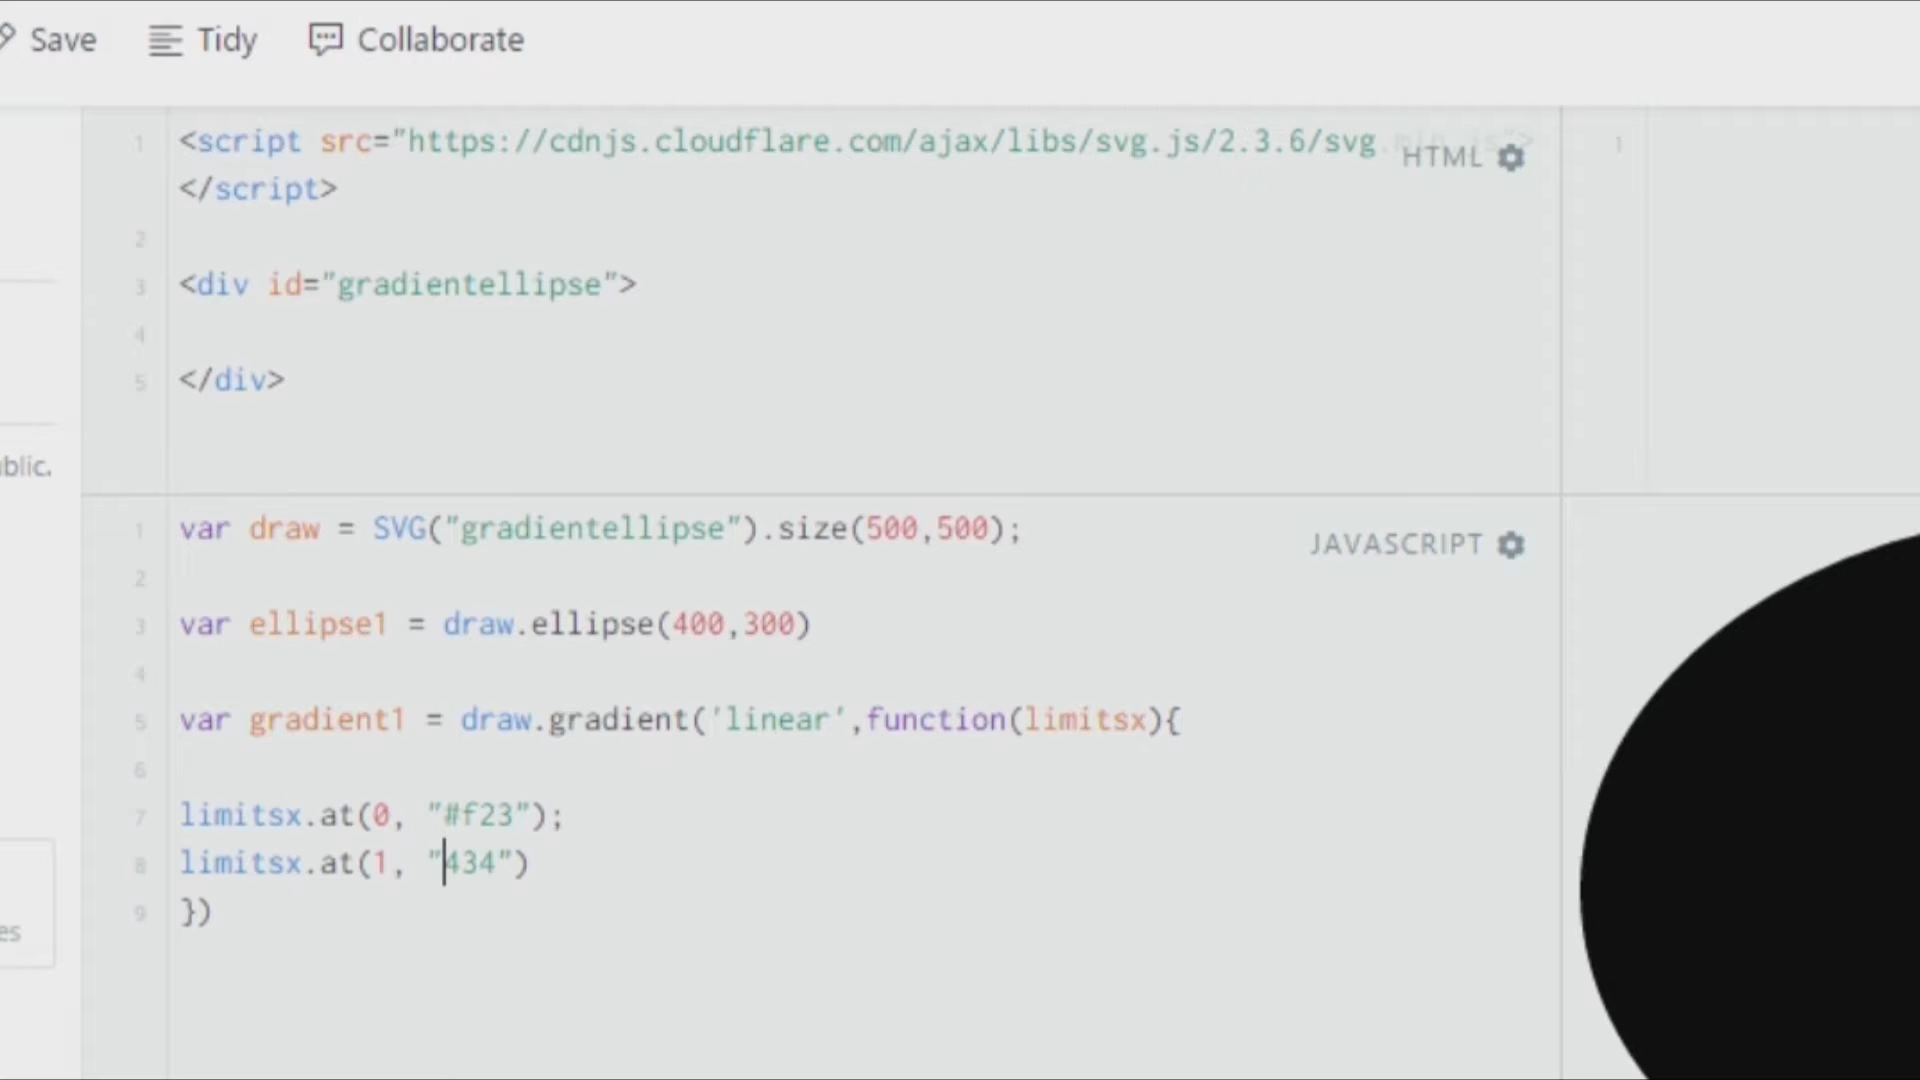 Save Tidy Collaborate
1 <script src="https://cdnjs.cloudflare.com/ajax/libs/svg.js/2.3.6/svg.min.js">
</script>
HTML
1
2
3 <div id="gradientellipse">
4
5 </div>
blic.
1 var draw = SVG("gradientellipse").size(500,500);
JAVASCRIPT
2
3 var ellipse1 = draw.ellipse(400,300)
4
5 var gradient1 = draw.gradient('linear',function(limitsx){
6
7 limitsx.at(0, "#f23");
8 limitsx.at(1, "434")
9 })
es